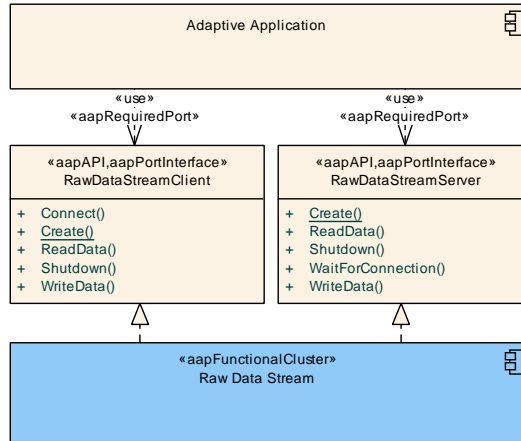 Adaptive Application
«use»
«aapRequiredPort»
«use»
«aapRequiredPort»
«aapAPI,aapPortInterface»
RawDataStreamClient
+ Connect()
+ Create()
+ ReadData()
+ Shutdown()
+ WriteData()
«aapAPI,aapPortInterface»
RawDataStreamServer
+ Create()
+ ReadData()
+ Shutdown()
+ WaitForConnection()
+ WriteData()
«aapFunctionalCluster»
Raw Data Stream